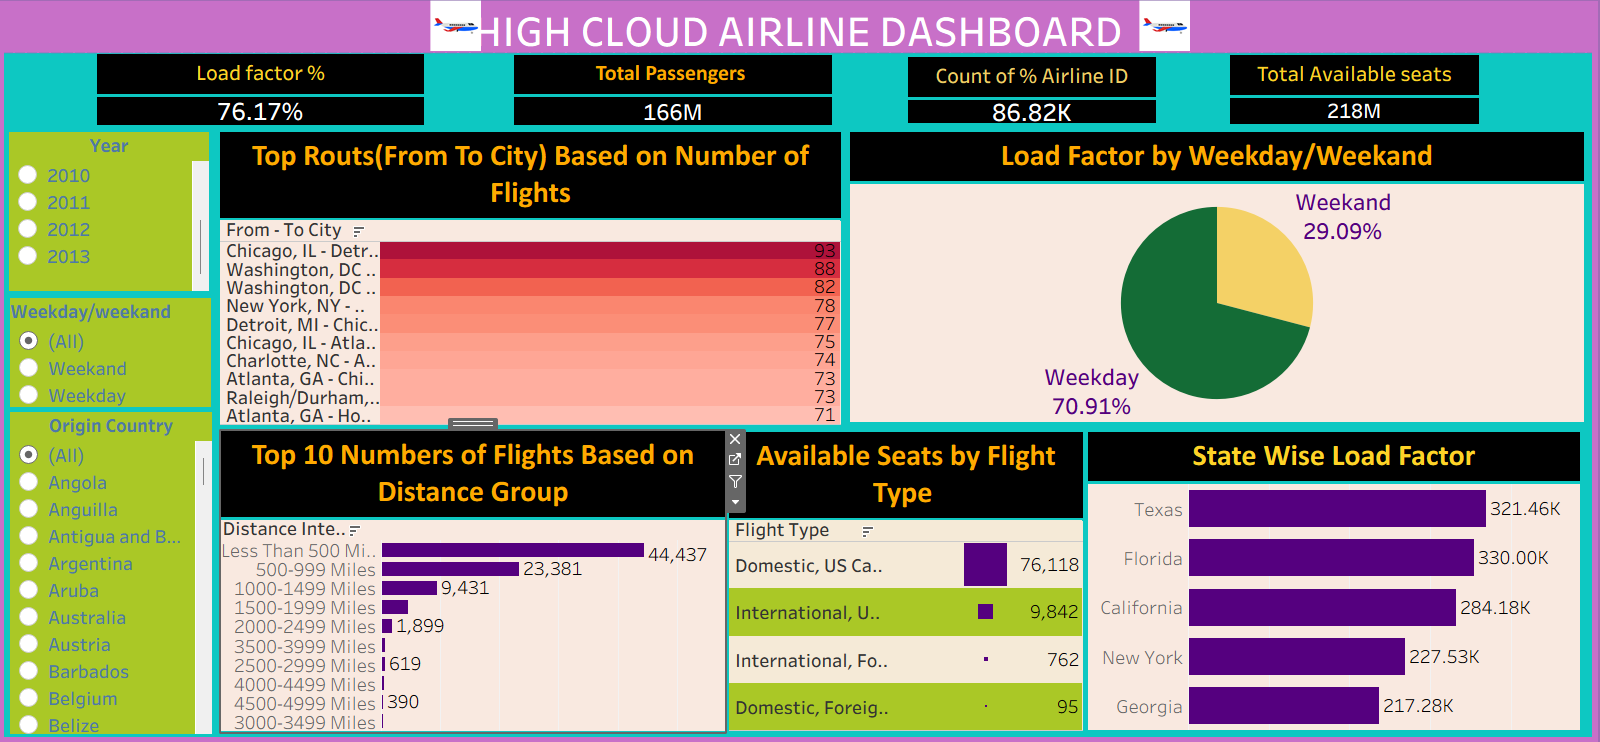 HIGH CLOUD AIRLINE DASHBOARD
Load factor %
76.17%
Total Passengers
166M
Count of % Airline ID
86.82K
Total Available seats
218M
Year
2010
2011
2012
2013
Weekday/weekand
(All)
Weekand
Weekday
Origin Country
(All)
Angola
Anguilla
Antigua and B...
Argentina
Aruba
Australia
Austria
Barbados
Belgium
Belize
Top Routs(From To City) Based on Number of
Flights
From - To City
Chicago, IL - Detr.. 93
Washington, DC .. 88
Washington, DC .. 82
New York, NY - .. 78
Detroit, MI - Chic.. 77
Chicago, IL - Atla.. 75
Charlotte, NC - A.. 74
Atlanta, GA - Chi.. 73
Raleigh/Durham,.. 73
Atlanta, GA - Ho.. 71
Load Factor by Weekday/Weekand
Weekand
29.09%
Weekday
70.91%
Top 10 Numbers of Flights Based on
Distance Group
Distance Inte..
Less Than 500 Mi.. 44,437
500-999 Miles 23,381
1000-1499 Miles 9,431
1500-1999 Miles
2000-2499 Miles 1,899
3500-3999 Miles
2500-2999 Miles 619
4000-4499 Miles
4500-4999 Miles 390
3000-3499 Miles
Available Seats by Flight
Type
Flight Type
Domestic, US Ca.. 76,118
International, U.. 9,842
International, Fo.. 762
Domestic, Foreig.. 95
State Wise Load Factor
Texas 321.46K
Florida 330.00K
California 284.18K
New York 227.53K
Georgia 217.28K